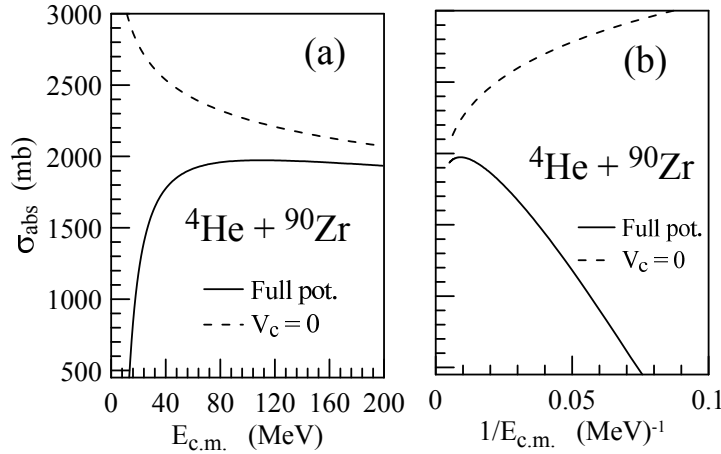 3000
2500
2000
1500
1000
500
σabs (mb)
(a)
⁴He + ⁹⁰Zr
Full pot.
Vc = 0
0 40 80 120 160 200
Ec.m. (MeV)
(b)
⁴He + ⁹⁰Zr
Full pot.
Vc = 0
0 0.05 0.1
1/Ec.m. (MeV)⁻¹